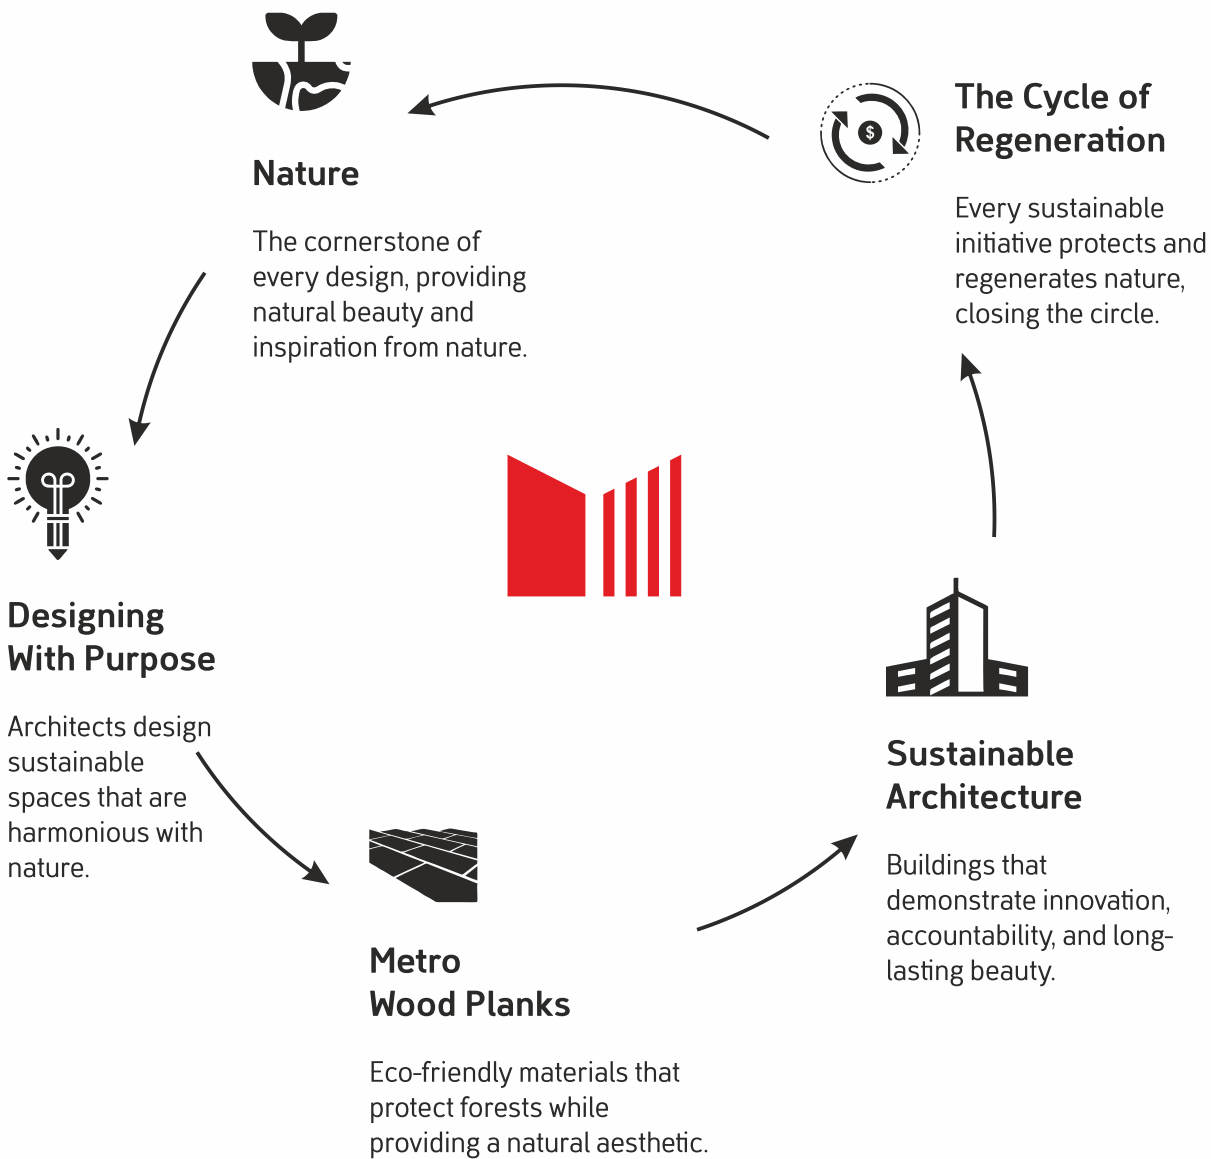 Nature
The cornerstone of
every design, providing
natural beauty and
inspiration from nature.
$
The Cycle of
Regeneration
Every sustainable
initiative protects and
regenerates nature,
closing the circle.
Designing
With Purpose
Architects design
sustainable
spaces that are
harmonious with
nature.
Metro
Wood Planks
Eco-friendly materials that
protect forests while
providing a natural aesthetic.
Sustainable
Architecture
Buildings that
demonstrate innovation,
accountability, and long-
lasting beauty.